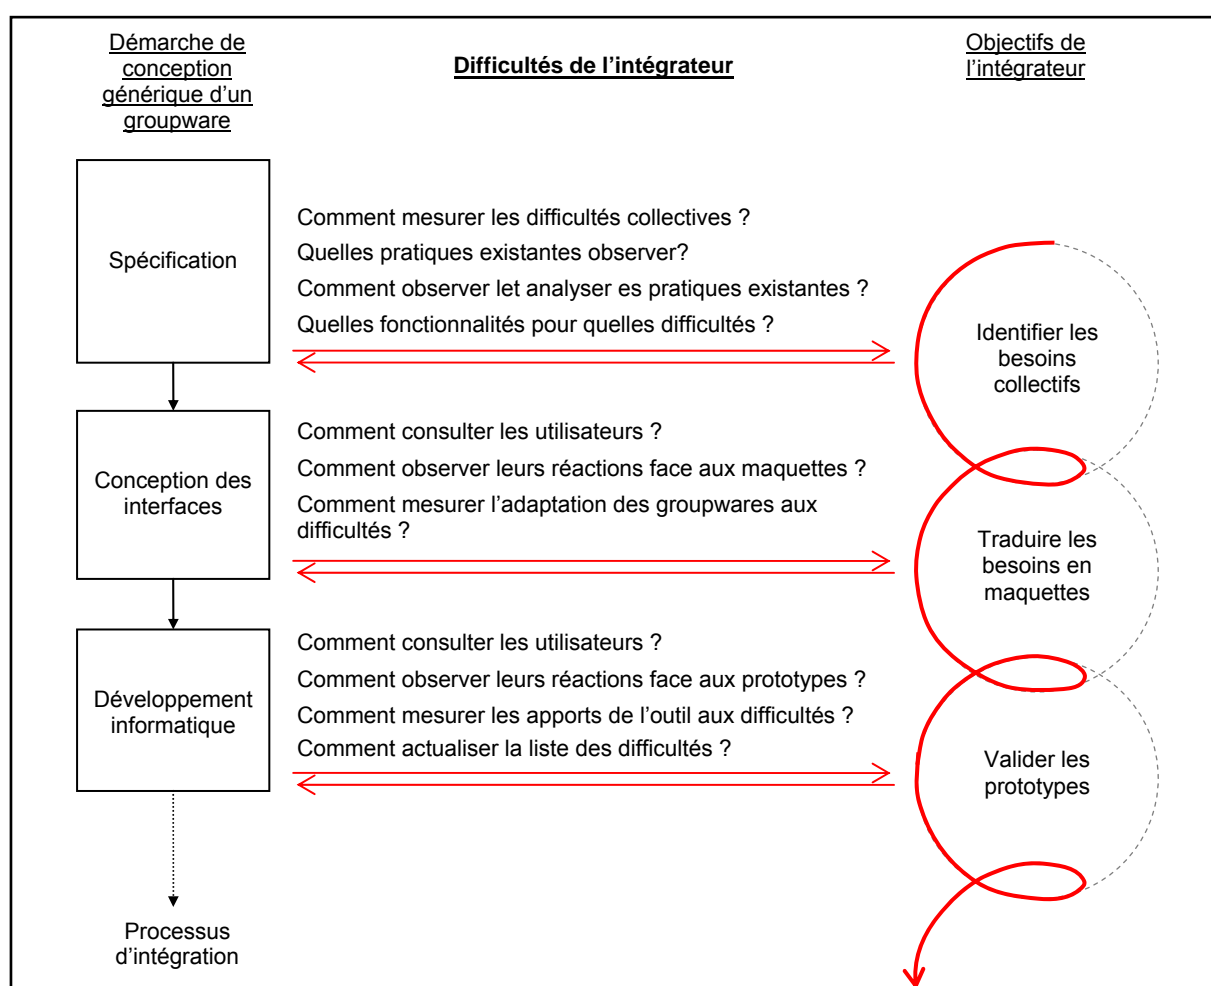 Démarche de
conception
générique d'un
groupware
Difficultés de l'intégrateur
Objectifs de
l'intégrateur
Spécification
Comment mesurer les difficultés collectives ?
Quelles pratiques existantes observer?
Comment observer let analyser es pratiques existantes ?
Quelles fonctionnalités pour quelles difficultés ?
Identifier les
besoins
collectifs
Conception des
interfaces
Comment consulter les utilisateurs ?
Comment observer leurs réactions face aux maquettes ?
Comment mesurer l'adaptation des groupwares aux
difficultés ?
Traduire les
besoins en
maquettes
Développement
informatique
Comment consulter les utilisateurs ?
Comment observer leurs réactions face aux prototypes ?
Comment mesurer les apports de l'outil aux difficultés ?
Comment actualiser la liste des difficultés ?
Valider les
prototypes
Processus
d'intégration